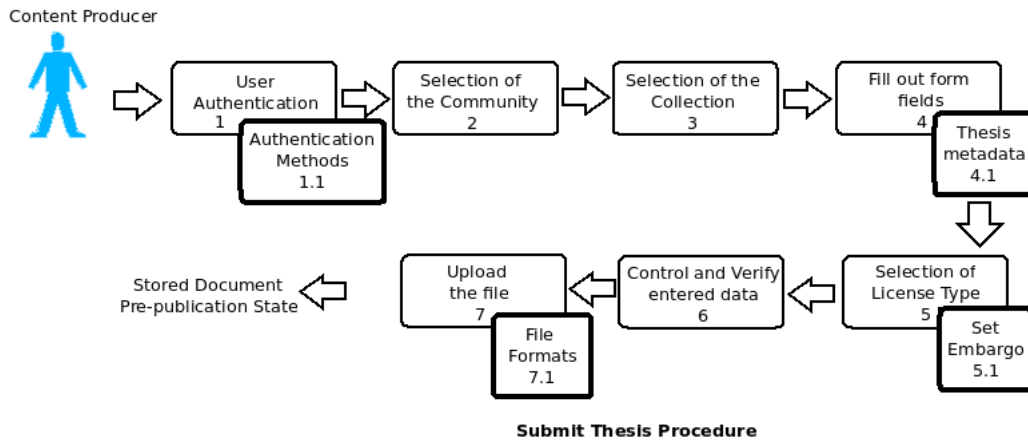 Content Producer
User
Authentication
1
Authentication
Methods
1.1
Selection of
the Community
2
Selection of the
Collection
3
Fill out form
fields
4
Thesis
metadata
4.1
Selection of
License Type
5
Set
Embargo
5.1
Control and Verify
entered data
6
Upload
the file
7
File
Formats
7.1
Stored Document
Pre-publication State
Submit Thesis Procedure